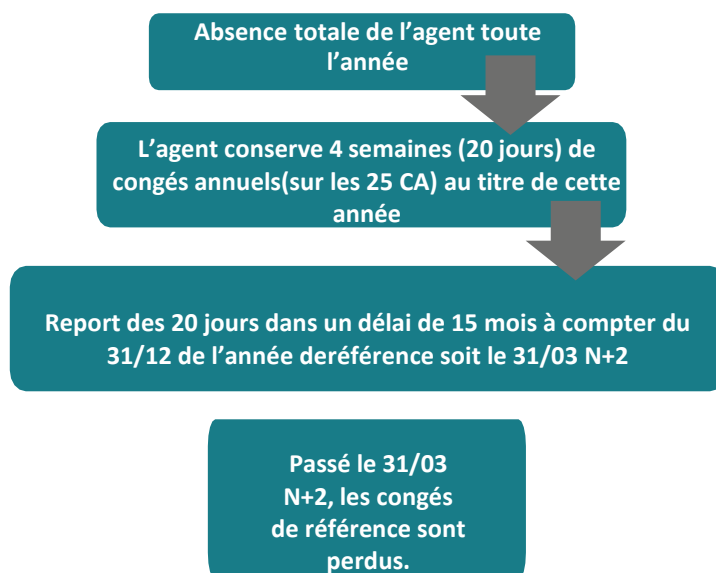 Absence totale de l’agent toute
l’année
L’agent conserve 4 semaines (20 jours) de
congés annuels(sur les 25 CA) au titre de cette
année
Report des 20 jours dans un délai de 15 mois à compter du
31/12 de l’année deréférence soit le 31/03 N+2
Passé le 31/03
N+2, les congés
de référence sont
perdus.